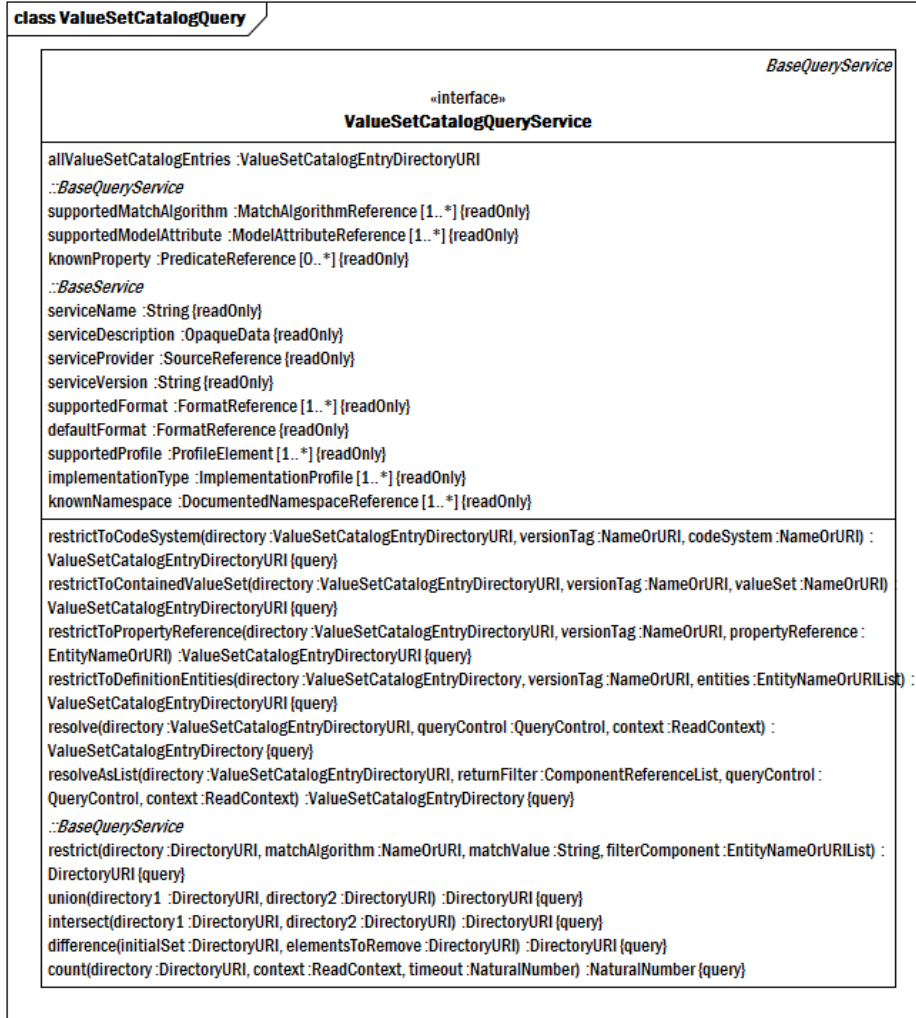 class ValueSetCatalogQuery
BaseQueryService
«interface»
ValueSetCatalogQueryService
allValueSetCatalogEntries :ValueSetCatalogEntryDirectoryURI
::BaseQueryService
supportedMatchAlgorithm :MatchAlgorithmReference [1..*] {readOnly}
supportedModelAttribute :ModelAttributeReference [1..*] {readOnly}
knownProperty :PredicateReference [0..*] {readOnly}
::BaseService
serviceName :String {readOnly}
serviceDescription :OpaqueData {readOnly}
serviceProvider :SourceReference {readOnly}
serviceVersion :String {readOnly}
supportedFormat :FormatReference [1..*] {readOnly}
defaultFormat :FormatReference {readOnly}
supportedProfile :ProfileElement [1..*] {readOnly}
implementationType :ImplementationProfile [1..*] {readOnly}
knownNamespace :DocumentedNamespaceReference [1..*] {readOnly}
restrictToCodeSystem(directory :ValueSetCatalogEntryDirectoryURI, versionTag :NameOrURI, codeSystem :NameOrURI) :
ValueSetCatalogEntryDirectoryURI {query}
restrictToContainedValueSet(directory :ValueSetCatalogEntryDirectoryURI, versionTag :NameOrURI, valueSet :NameOrURI) :
ValueSetCatalogEntryDirectoryURI {query}
restrictToPropertyReference(directory :ValueSetCatalogEntryDirectoryURI, versionTag :NameOrURI, propertyReference :
EntityNameOrURI) :ValueSetCatalogEntryDirectoryURI {query}
restrictToDefinitionEntities(directory :ValueSetCatalogEntryDirectory, versionTag :NameOrURI, entities :EntityNameOrURIList) :
ValueSetCatalogEntryDirectoryURI {query}
resolve(directory :ValueSetCatalogEntryDirectoryURI, queryControl :QueryControl, context :ReadContext) :
ValueSetCatalogEntryDirectory {query}
resolveAsList(directory :ValueSetCatalogEntryDirectoryURI, returnFilter :ComponentReferenceList, queryControl :
QueryControl, context :ReadContext) :ValueSetCatalogEntryDirectory {query}
::BaseQueryService
restrict(directory :DirectoryURI, matchAlgorithm :NameOrURI, matchValue :String, filterComponent :EntityNameOrURIList) :
DirectoryURI {query}
union(directory1 :DirectoryURI, directory2 :DirectoryURI) :DirectoryURI {query}
intersect(directory1 :DirectoryURI, directory2 :DirectoryURI) :DirectoryURI {query}
difference(initialSet :DirectoryURI, elementsToRemove :DirectoryURI) :DirectoryURI {query}
count(directory :DirectoryURI, context :ReadContext, timeout :NaturalNumber) :NaturalNumber {query}